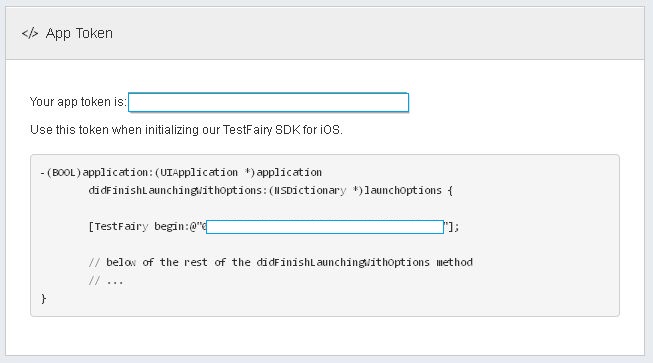 </> App Token
Your app token is:
Use this token when initializing our TestFairy SDK for iOS.
-(BOOL)application:(UIApplication *)application
didFinishLaunchingWithOptions:(NSDictionary *)launchOptions {
[TestFairy begin:@"0 "];
// below of the rest of the didFinishLaunchingWithOptions method
// ...
}